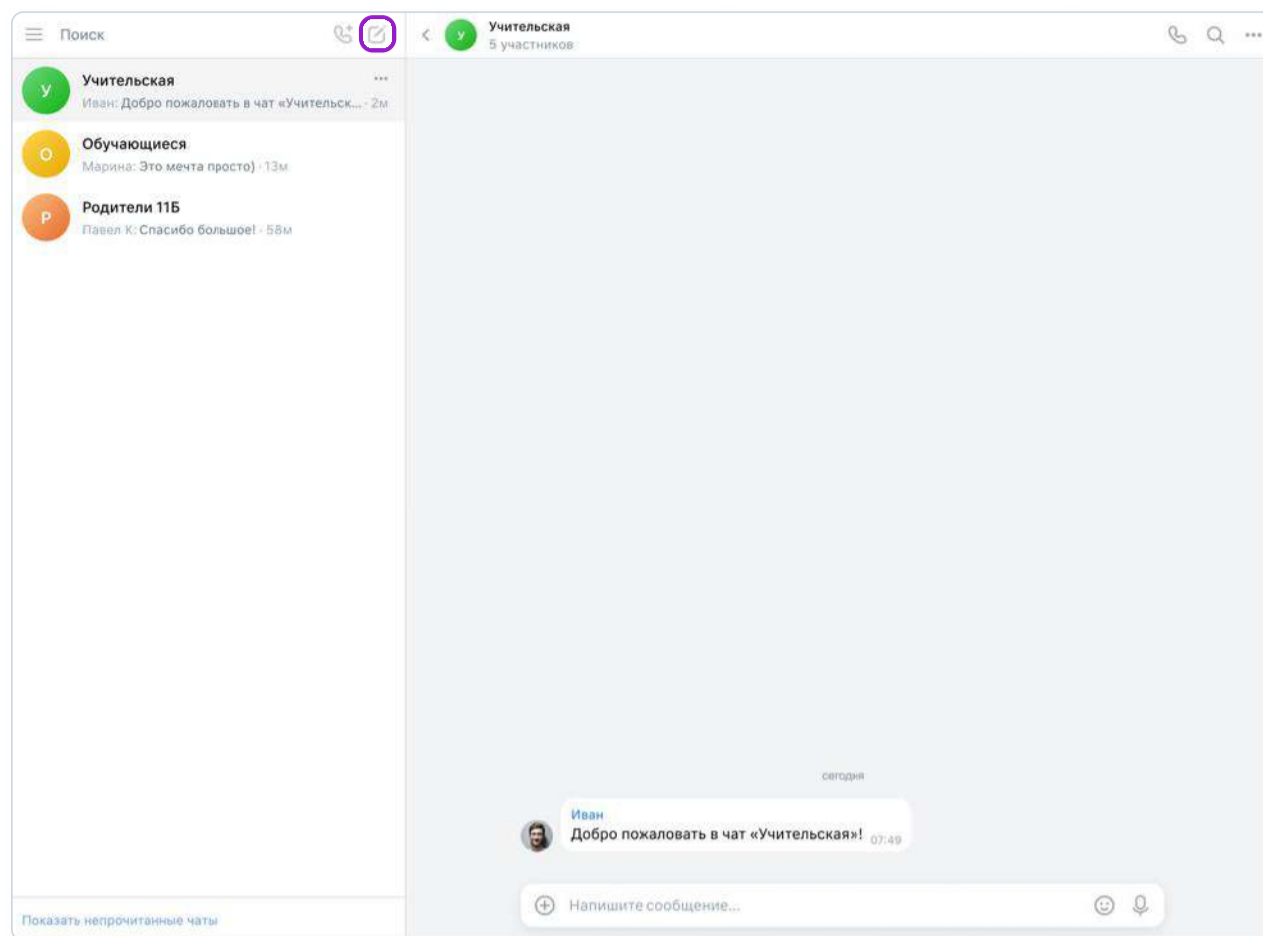 Поиск
Учительская
5 участников
У
У
Учительская
Иван: Добро пожаловать в чат «Учительск... · 2м
О
Обучающиеся
Марина: Это мечта просто) · 13м
Р
Родители 11Б
Павел К: Спасибо большое! · 58м
сегодня
Иван
Добро пожаловать в чат «Учительская»! 07:49
Напишите сообщение...
Показать непрочитанные чаты